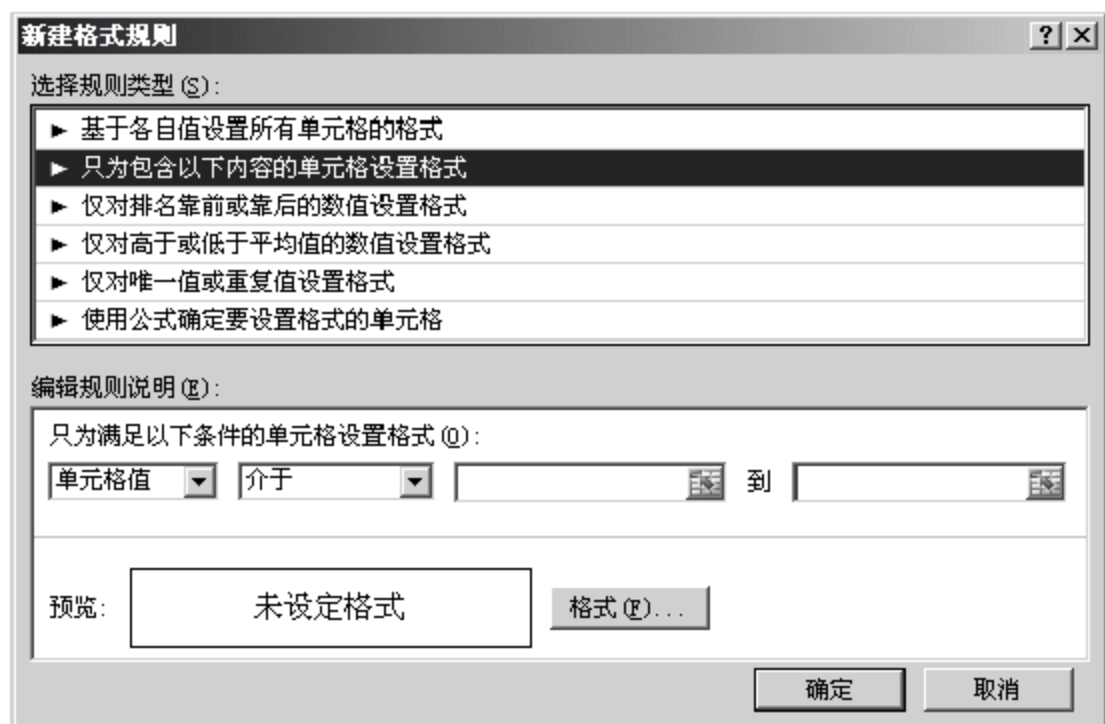 新建格式规则
选择规则类型(S):
► 基于各自值设置所有单元格的格式
► 只为包含以下内容的单元格设置格式
► 仅对排名靠前或靠后的数值设置格式
► 仅对高于或低于平均值的数值设置格式
► 仅对唯一值或重复值设置格式
► 使用公式确定要设置格式的单元格
编辑规则说明(E):
只为满足以下条件的单元格设置格式(O):
单元格值 介于 到
预览: 未设定格式 格式(F)...
确定 取消